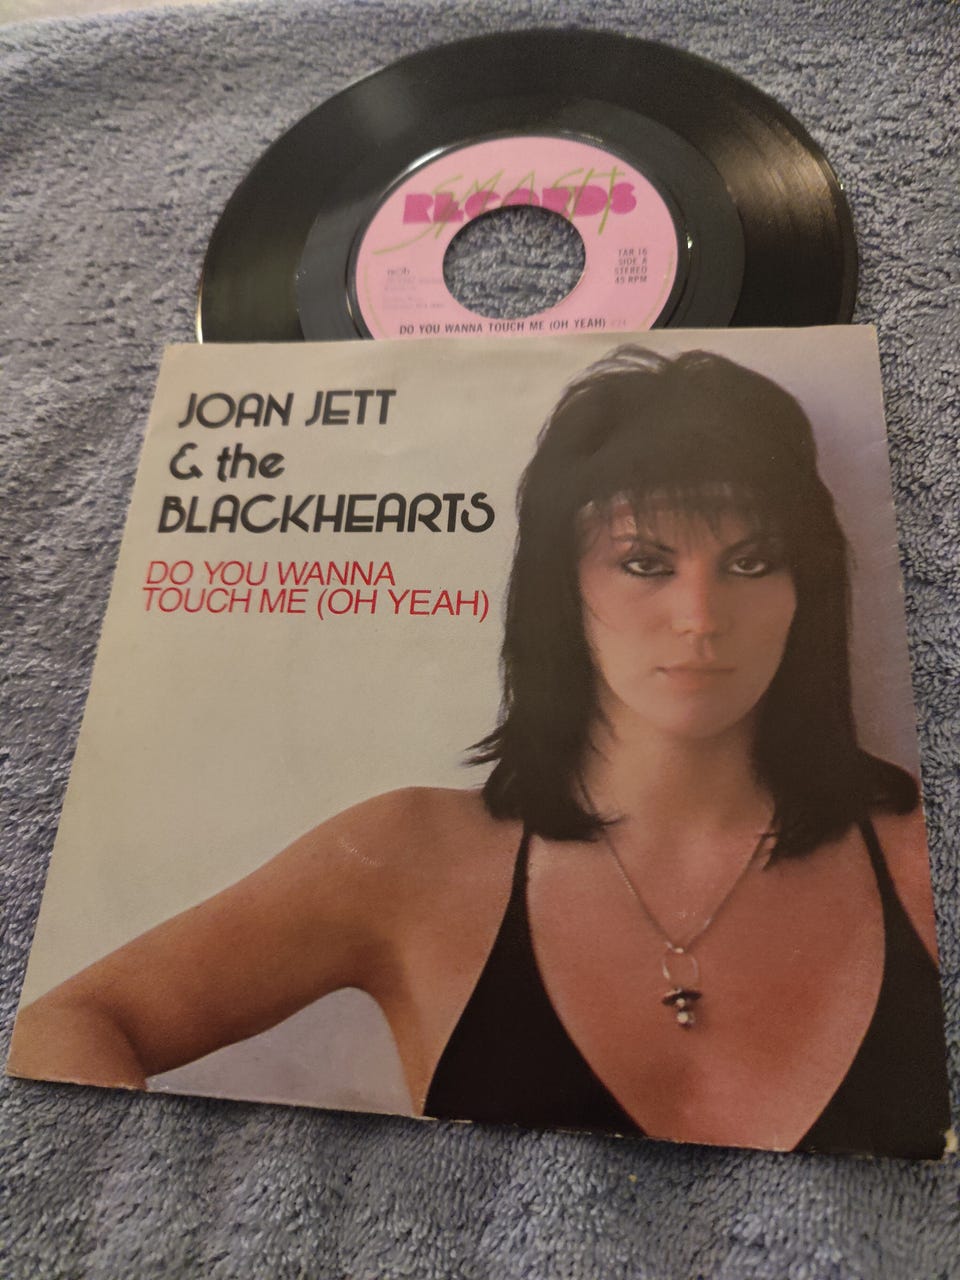 SMASH
RECORDS
TAR 16
SIDE A
STEREO
45 RPM
DO YOU WANNA TOUCH ME (OH YEAH)
JOAN JETT
& the
BLACKHEARTS
DO YOU WANNA
TOUCH ME (OH YEAH)